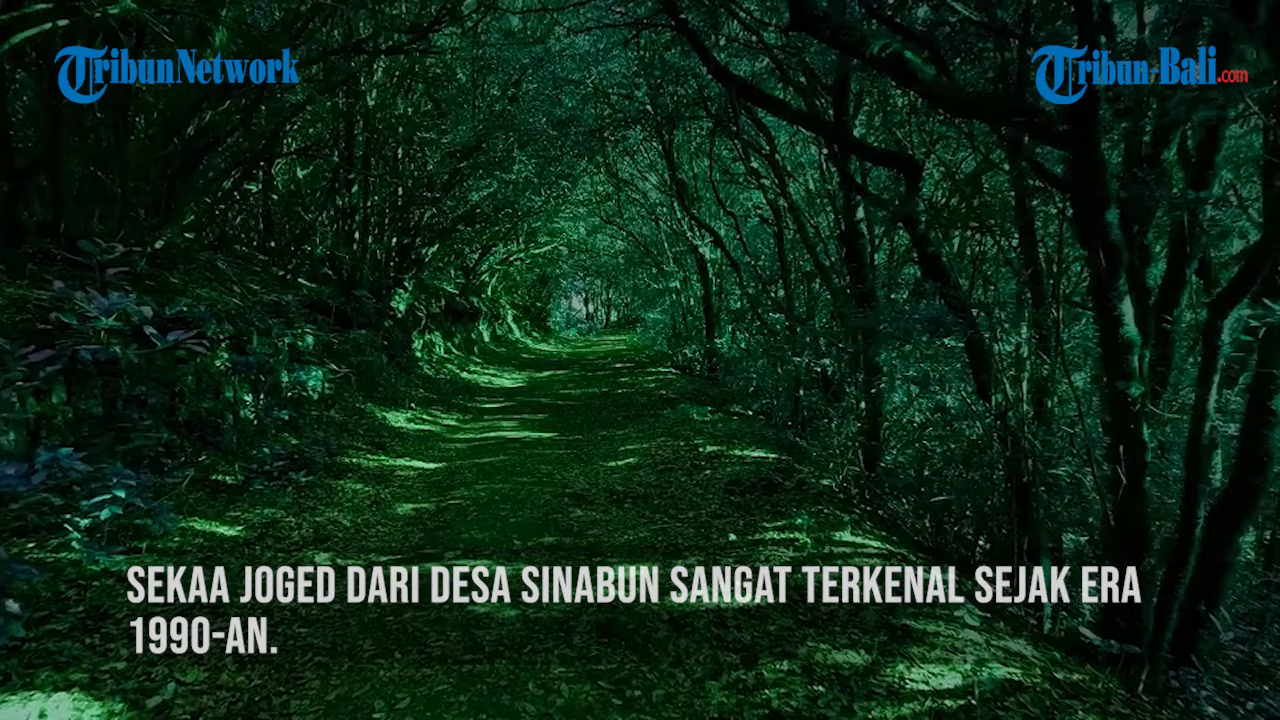 TribunNetwork
Tribun-Bali.com
SEKAA JOGED DARI DESA SINABUN SANGAT TERKENAL SEJAK ERA
1990-AN.